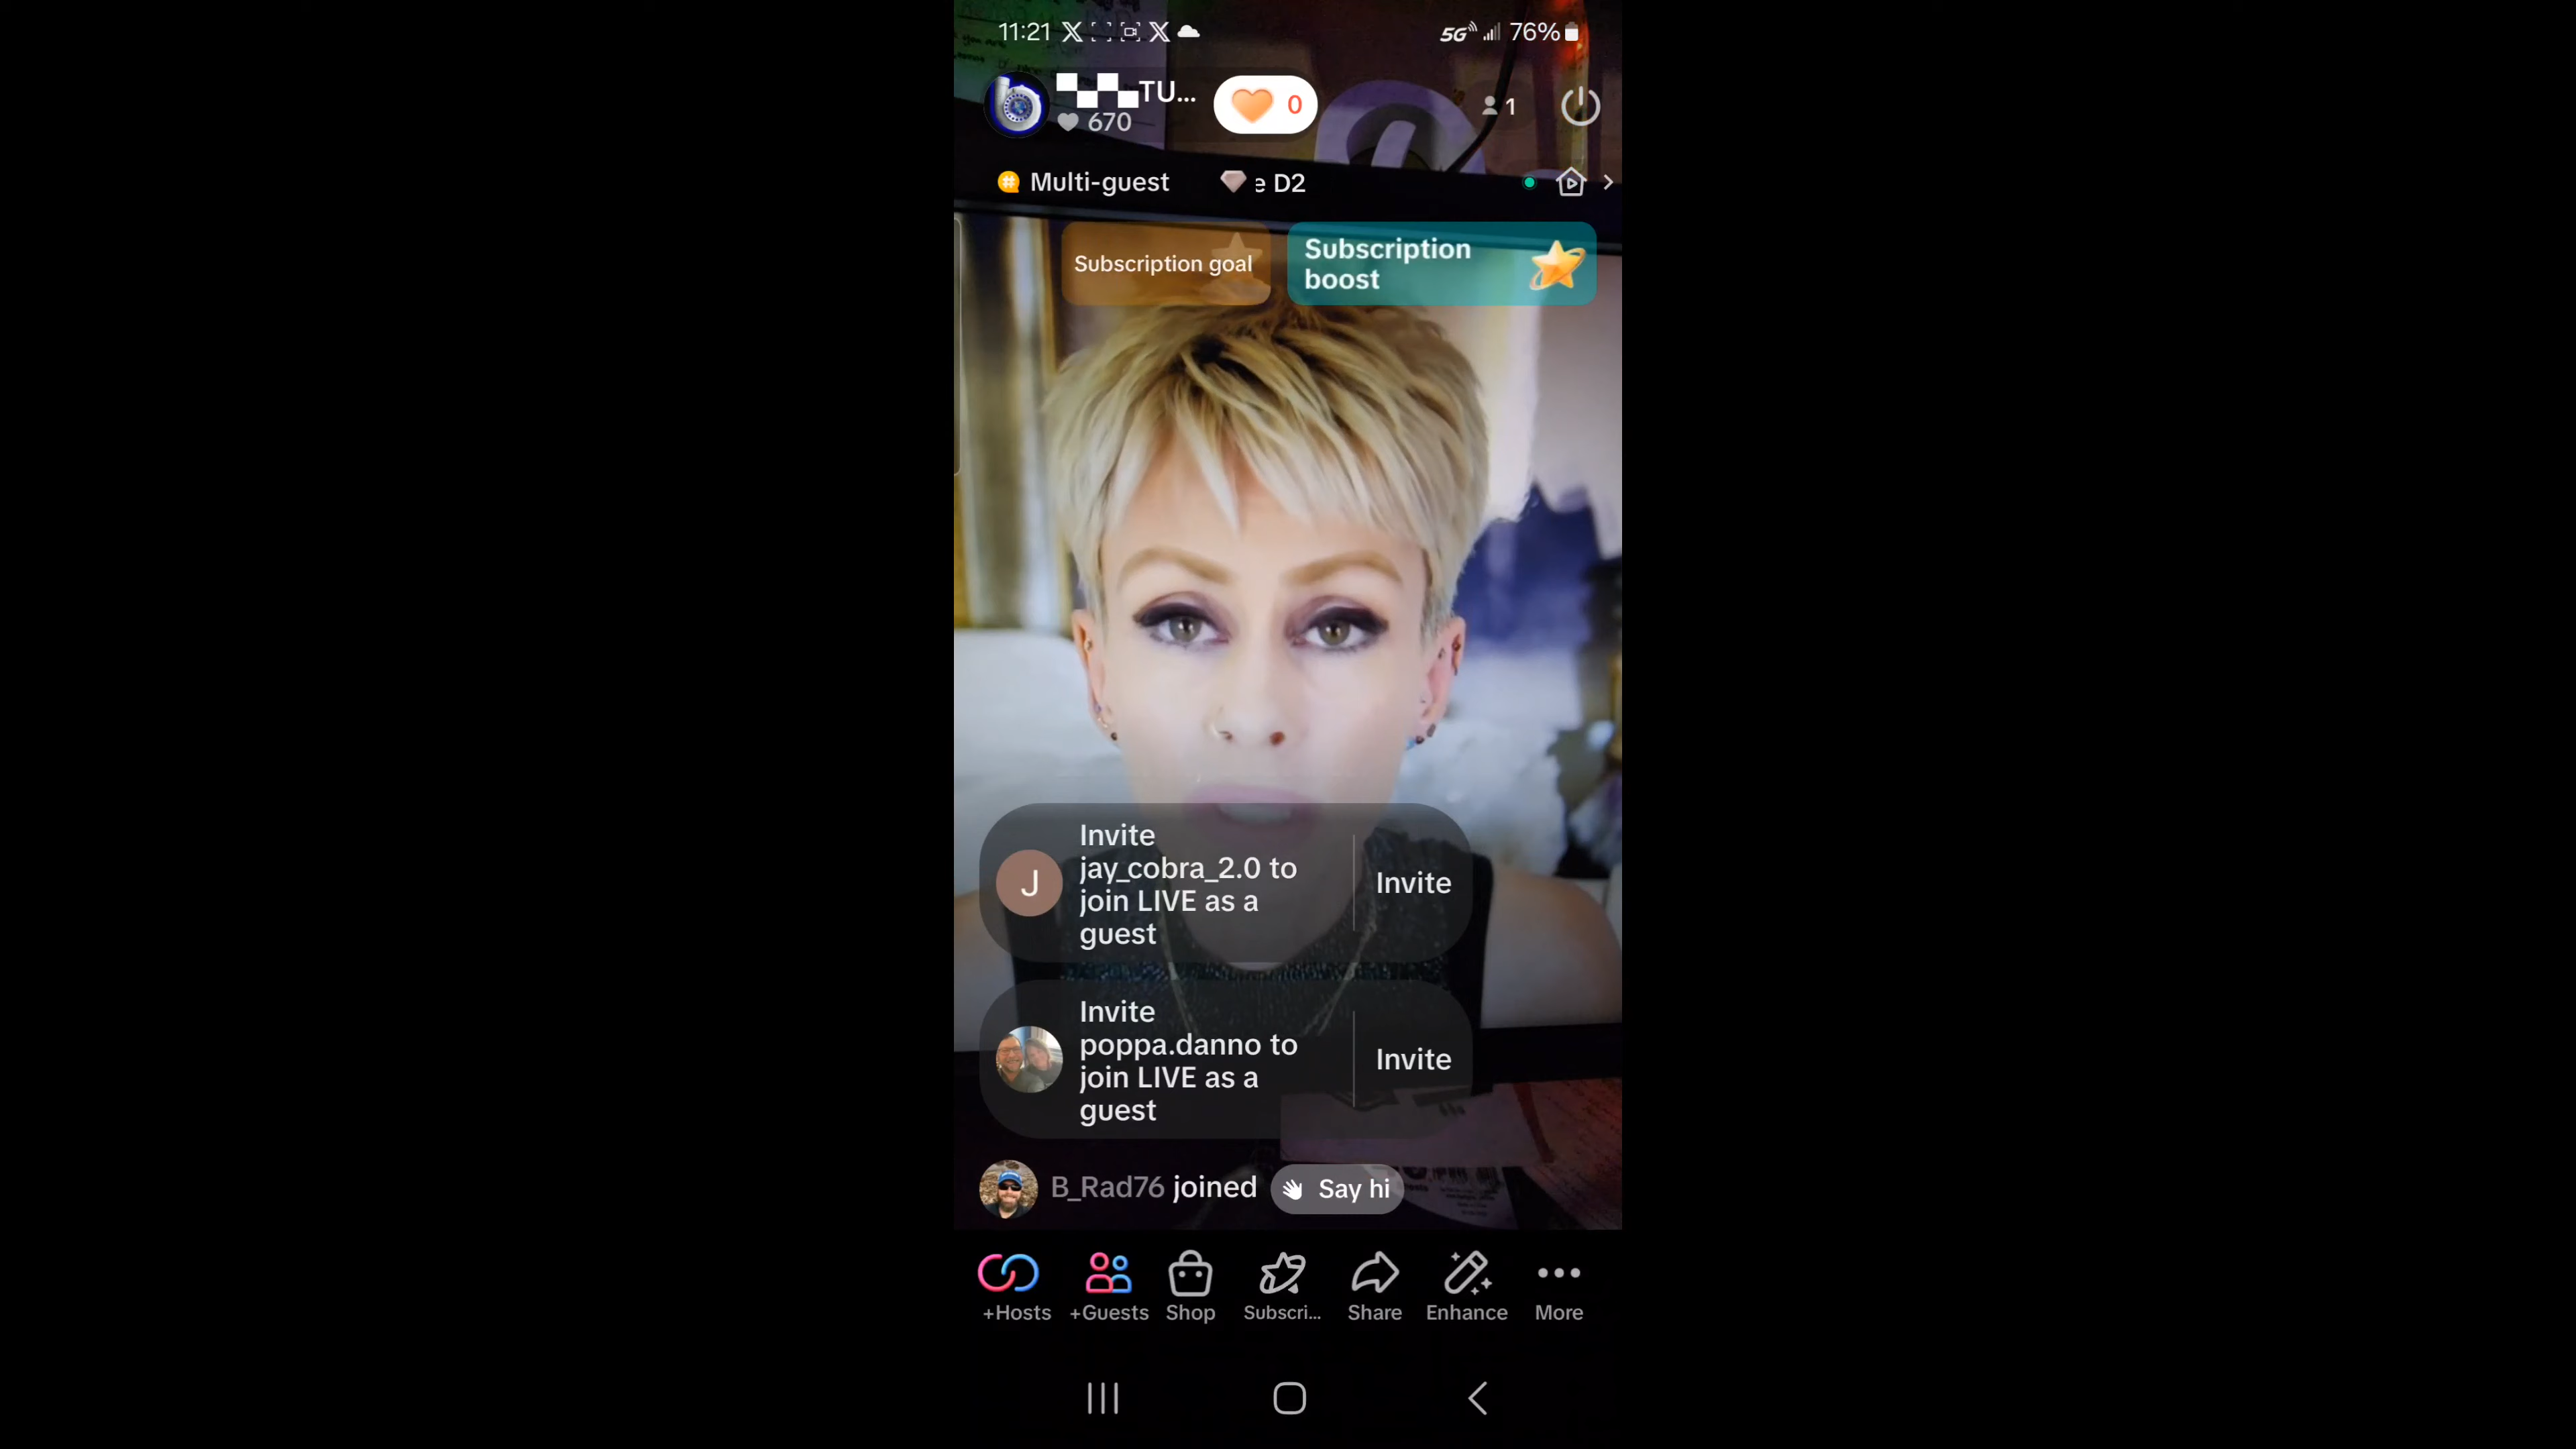 11:21
5G 76%
TU...
670
0
1
Multi-guest
e D2
Subscription goal
Subscription
boost
Invite
jay_cobra_2.0 to
join LIVE as a
guest
Invite
J
Invite
poppa.danno to
join LIVE as a
guest
Invite
B_Rad76 joined
Say hi
+Hosts
+Guests
Shop
Subscri...
Share
Enhance
More